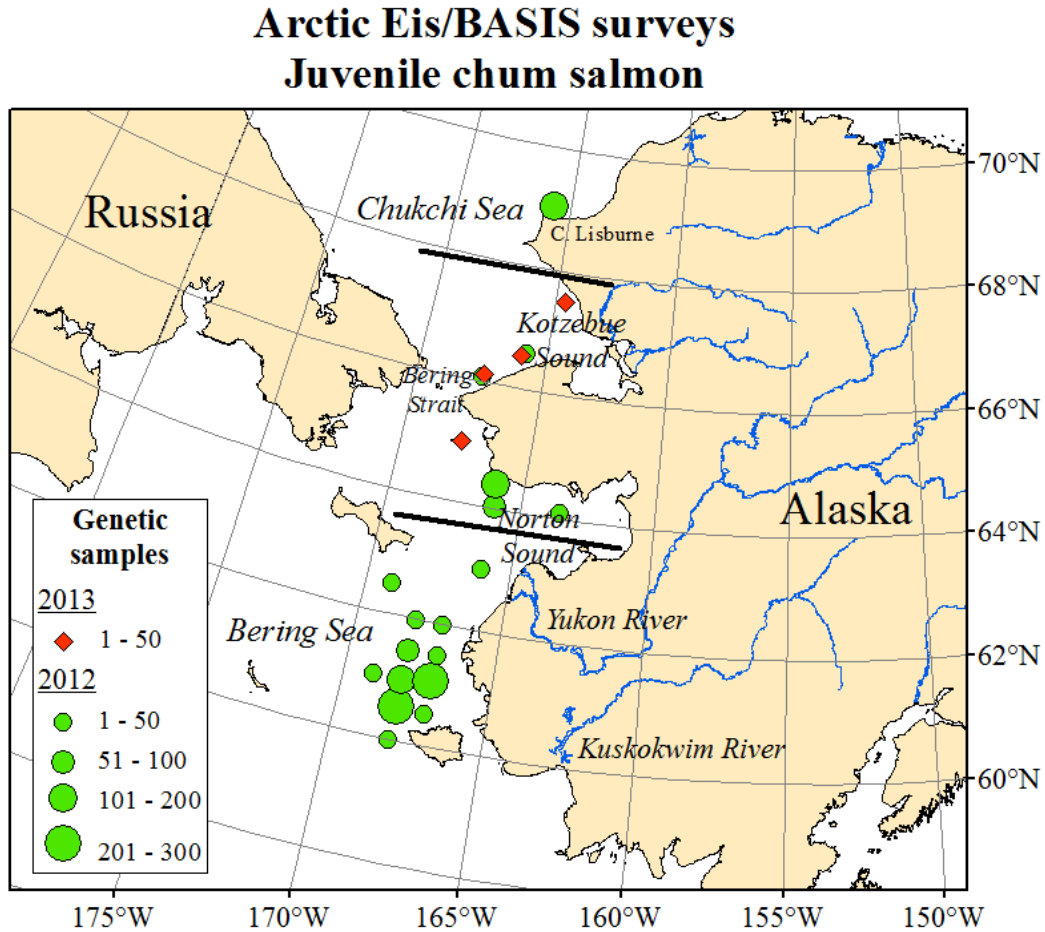 Arctic Eis/BASIS surveys
Juvenile chum salmon
70°N
Russia
Chukchi Sea
C. Lisburne
68°N
Kotzebue
Sound
Bering
Strait
66°N
Genetic
samples
2013
1 - 50
2012
1 - 50
51 - 100
101 - 200
201 - 300
Norton
Sound
Alaska
64°N
Bering Sea
Yukon River
62°N
Kuskokwim River
60°N
175°W
170°W
165°W
160°W
155°W
150°W